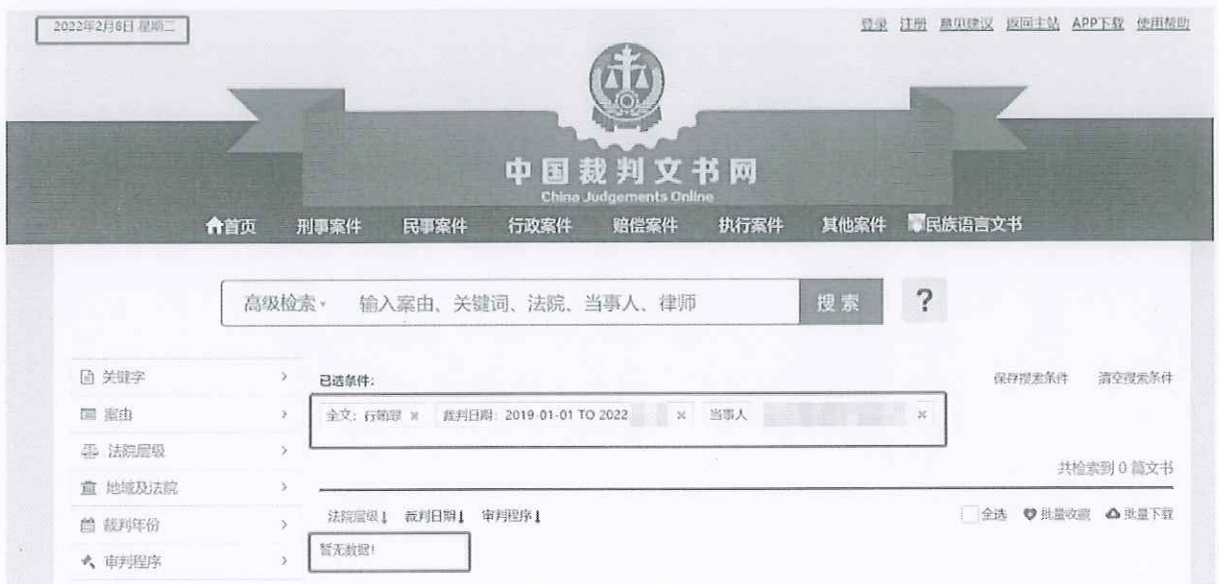 2022年2月8日 星期二
登录 注册 意见建议 返回主站 APP下载 使用帮助
中国裁判文书网
China Judgements Online
首页 刑事案件 民事案件 行政案件 赔偿案件 执行案件 其他案件 民族语言文书
高级检索 输入案由、关键词、法院、当事人、律师 搜索 ?
关键字
已选条件: 保存搜索条件 清空搜索条件
案由
全文: 行贿罪 × 裁判日期: 2019-01-01 TO 2022 × 当事人 ×
法院层级
共检索到 0 篇文书
地域及法院
法院层级 裁判日期 审判程序 全选 批量收藏 批量下载
裁判年份
暂无数据!
审判程序